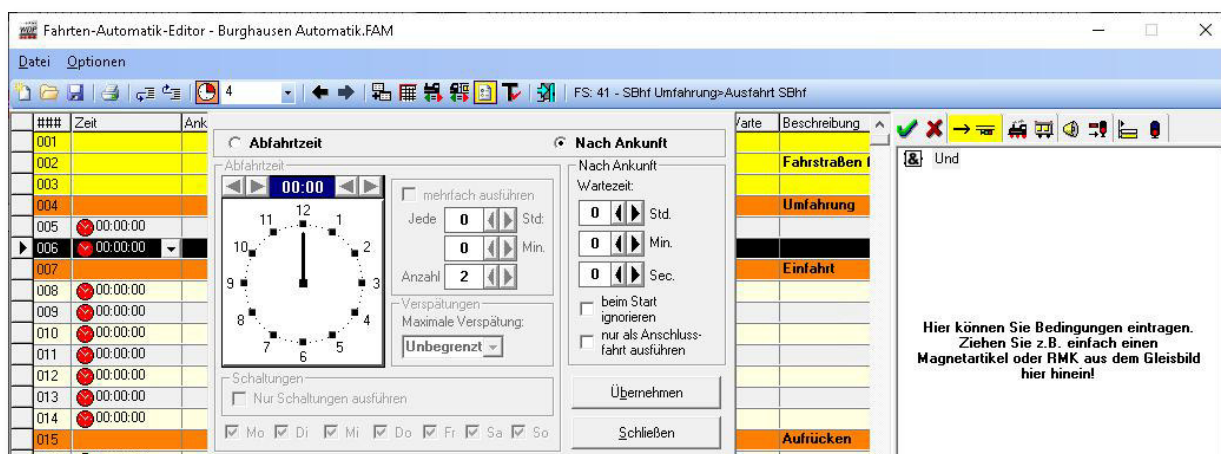 Fahrten-Automatik-Editor - Burghausen Automatik.FAM
Datei Optionen
4 FS: 41 - SBhf Umfahrung>Ausfahrt SBhf
### Zeit Ank Warte Beschreibung
001
002 Fahrstraßen
003
004 Umfahrung
005 00:00:00
006 00:00:00
007 Einfahrt
008 00:00:00
009 00:00:00
010 00:00:00
011 00:00:00
012 00:00:00
013 00:00:00
014 00:00:00
015 Aufrücken
Abfahrtzeit Nach Ankunft
Abfahrtzeit
00:00
12
1
2
3
4
5
6
7
8
9
10
11
mehrfach ausführen
Jede 0 Std:
0 Min.
Anzahl 2
Verspätungen
Maximale Verspätung:
Unbegrenzt
Schaltungen
Nur Schaltungen ausführen
Mo Di Mi Do Fr Sa So
Nach Ankunft
Wartezeit:
0 Std.
0 Min.
0 Sec.
beim Start
ignorieren
nur als Anschluss-
fahrt ausführen
Übernehmen
Schließen
& Und
Hier können Sie Bedingungen eintragen.
Ziehen Sie z.B. einfach einen
Magnetartikel oder RMK aus dem Gleisbild
hier hinein!